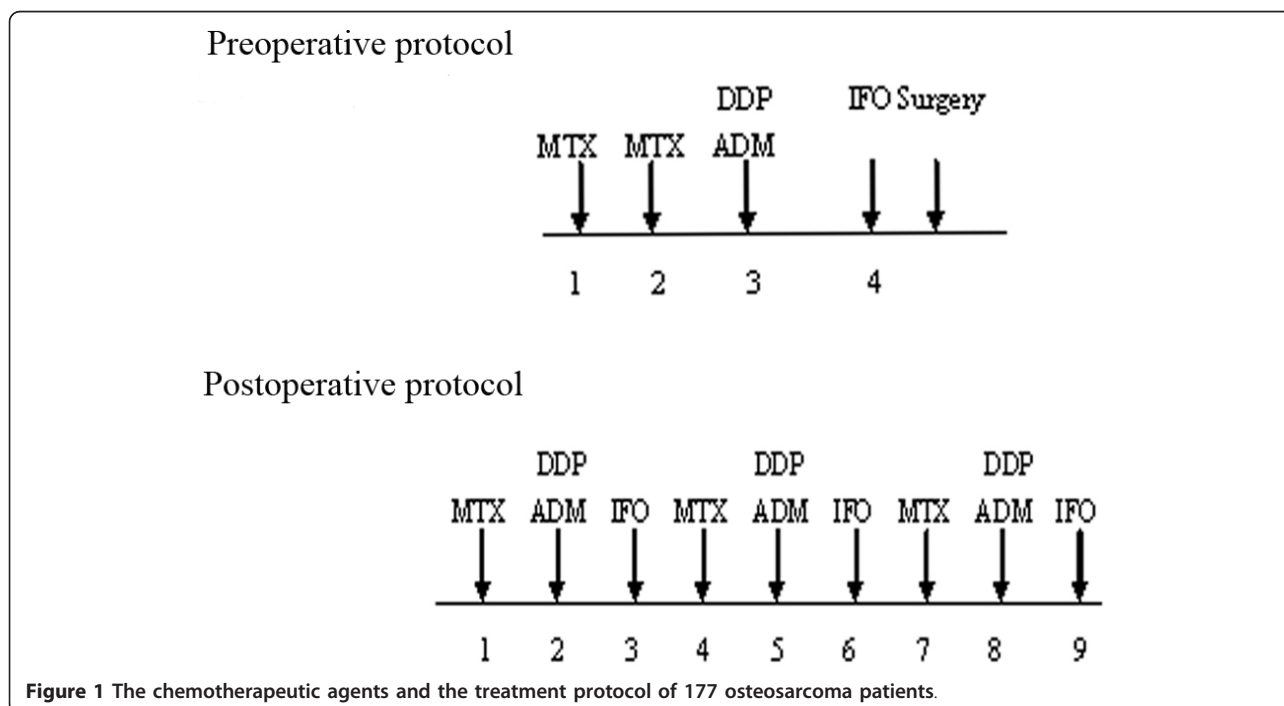 Preoperative protocol
DDP IFO Surgery
MTX MTX ADM
1 2 3 4
Postoperative protocol
DDP DDP DDP
MTX ADM IFO MTX ADM IFO MTX ADM IFO
1 2 3 4 5 6 7 8 9
Figure 1 The chemotherapeutic agents and the treatment protocol of 177 osteosarcoma patients.